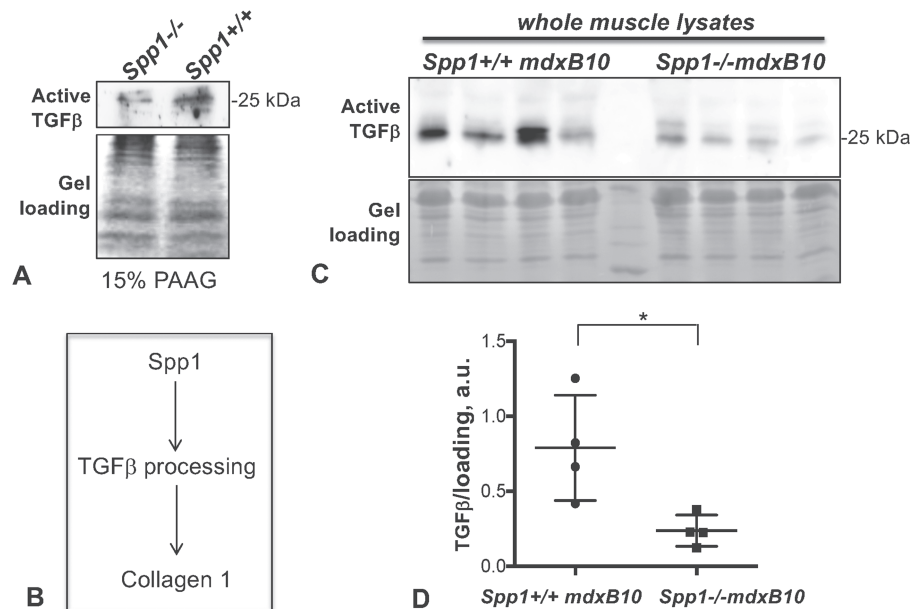 Spp1-/-
Spp1+/+
Active
TGFβ
-25 kDa
Gel
loading
A
15% PAAG
whole muscle lysates
Spp1+/+ mdxB10
Spp1-/-mdxB10
Active
TGFβ
-25 kDa
Gel
loading
C
Spp1
TGFβ processing
Collagen 1
B
*
TGFβ/loading, a.u.
1.5
1.0
0.5
0.0
Spp1+/+ mdxB10
Spp1-/-mdxB10
D